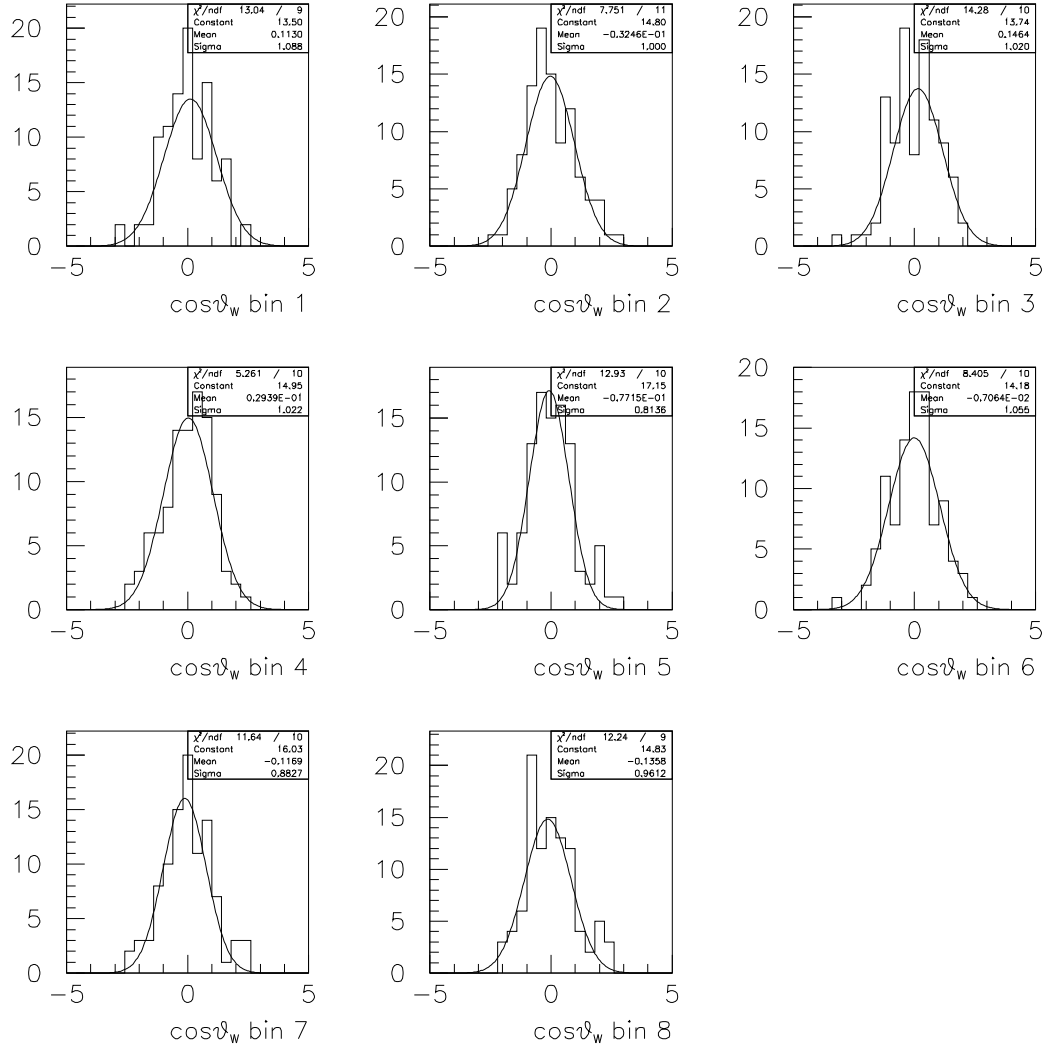 χ²/ndf 13.04 / 9
Constant 13.50
Mean 0.1130
Sigma 1.088
20
15
10
5
0
−5 0 5
cosϑW bin 1
χ²/ndf 7.751 / 11
Constant 14.80
Mean −0.3246E−01
Sigma 1.000
20
15
10
5
0
−5 0 5
cosϑW bin 2
χ²/ndf 14.28 / 10
Constant 13.74
Mean 0.1464
Sigma 1.020
20
15
10
5
0
−5 0 5
cosϑW bin 3
χ²/ndf 5.261 / 10
Constant 14.95
Mean 0.2939E−01
Sigma 1.022
15
10
5
0
−5 0 5
cosϑW bin 4
χ²/ndf 12.93 / 10
Constant 17.15
Mean −0.7715E−01
Sigma 0.8136
15
10
5
0
−5 0 5
cosϑW bin 5
20
χ²/ndf 8.405 / 10
Constant 14.18
Mean −0.7064E−02
Sigma 1.055
15
10
5
0
−5 0 5
cosϑW bin 6
χ²/ndf 11.64 / 10
Constant 16.03
Mean −0.1169
Sigma 0.8827
20
15
10
5
0
−5 0 5
cosϑW bin 7
χ²/ndf 12.24 / 9
Constant 14.83
Mean −0.1358
Sigma 0.9612
20
15
10
5
0
−5 0 5
cosϑW bin 8